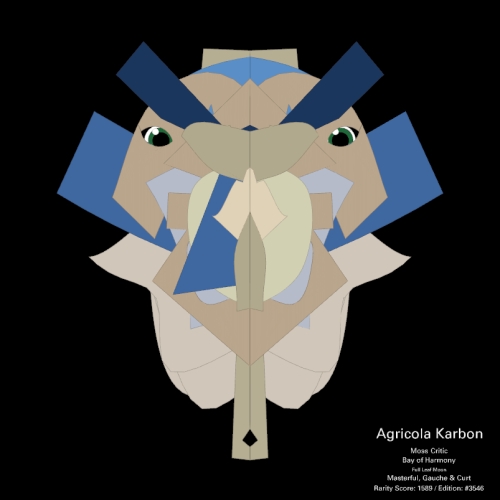 Agricola Karbon
Moss Critic
Bay of Harmony
Full Leaf Moon
Masterful, Gauche & Curt
Rarity Score: 1589 / Edition: #3546